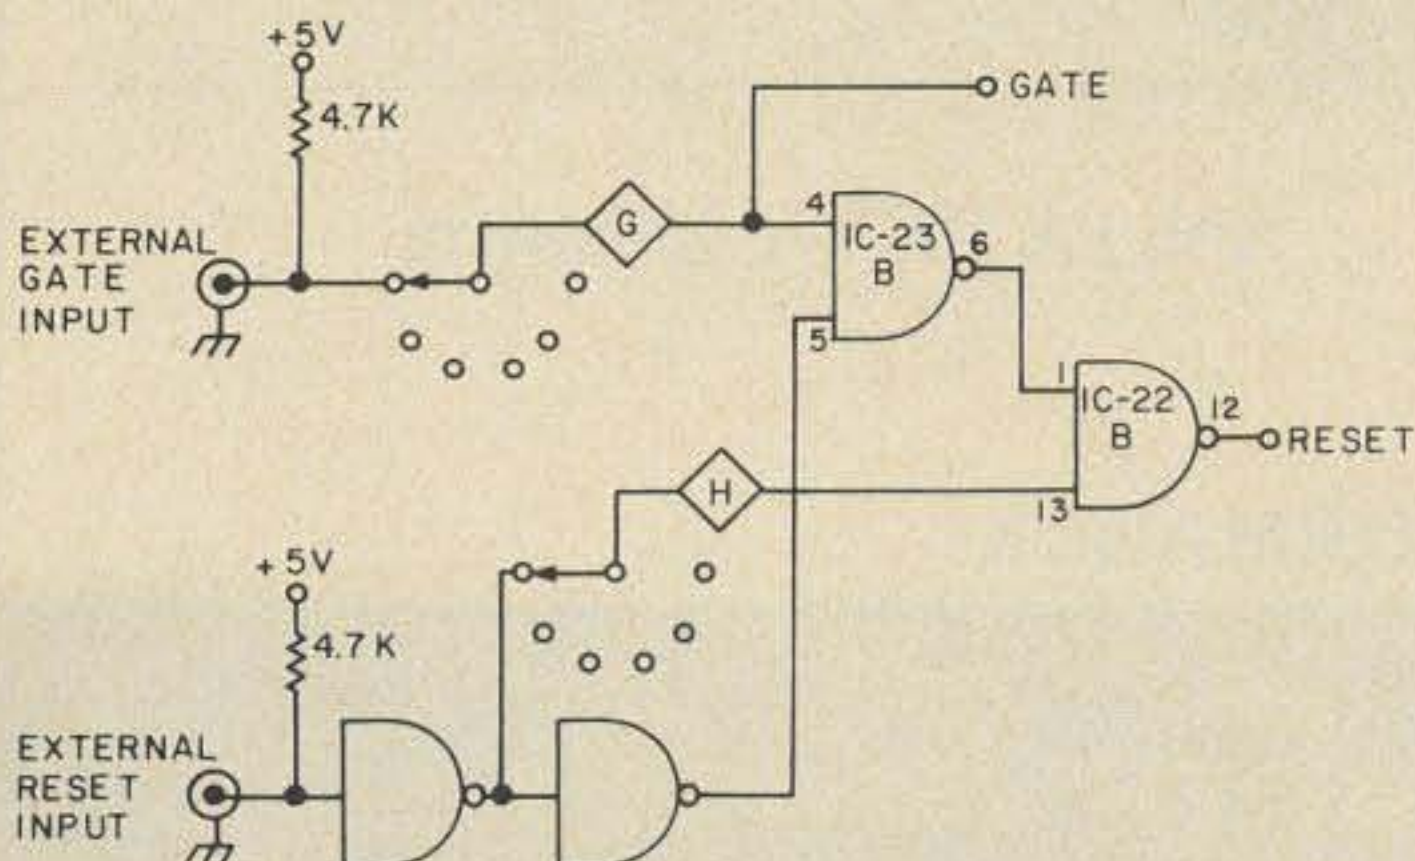 +5V
4.7K
GATE
EXTERNAL
GATE
INPUT
G
4
IC-23
B
6
5
1
IC-22
B
12
RESET
H
13
+5V
4.7K
EXTERNAL
RESET
INPUT